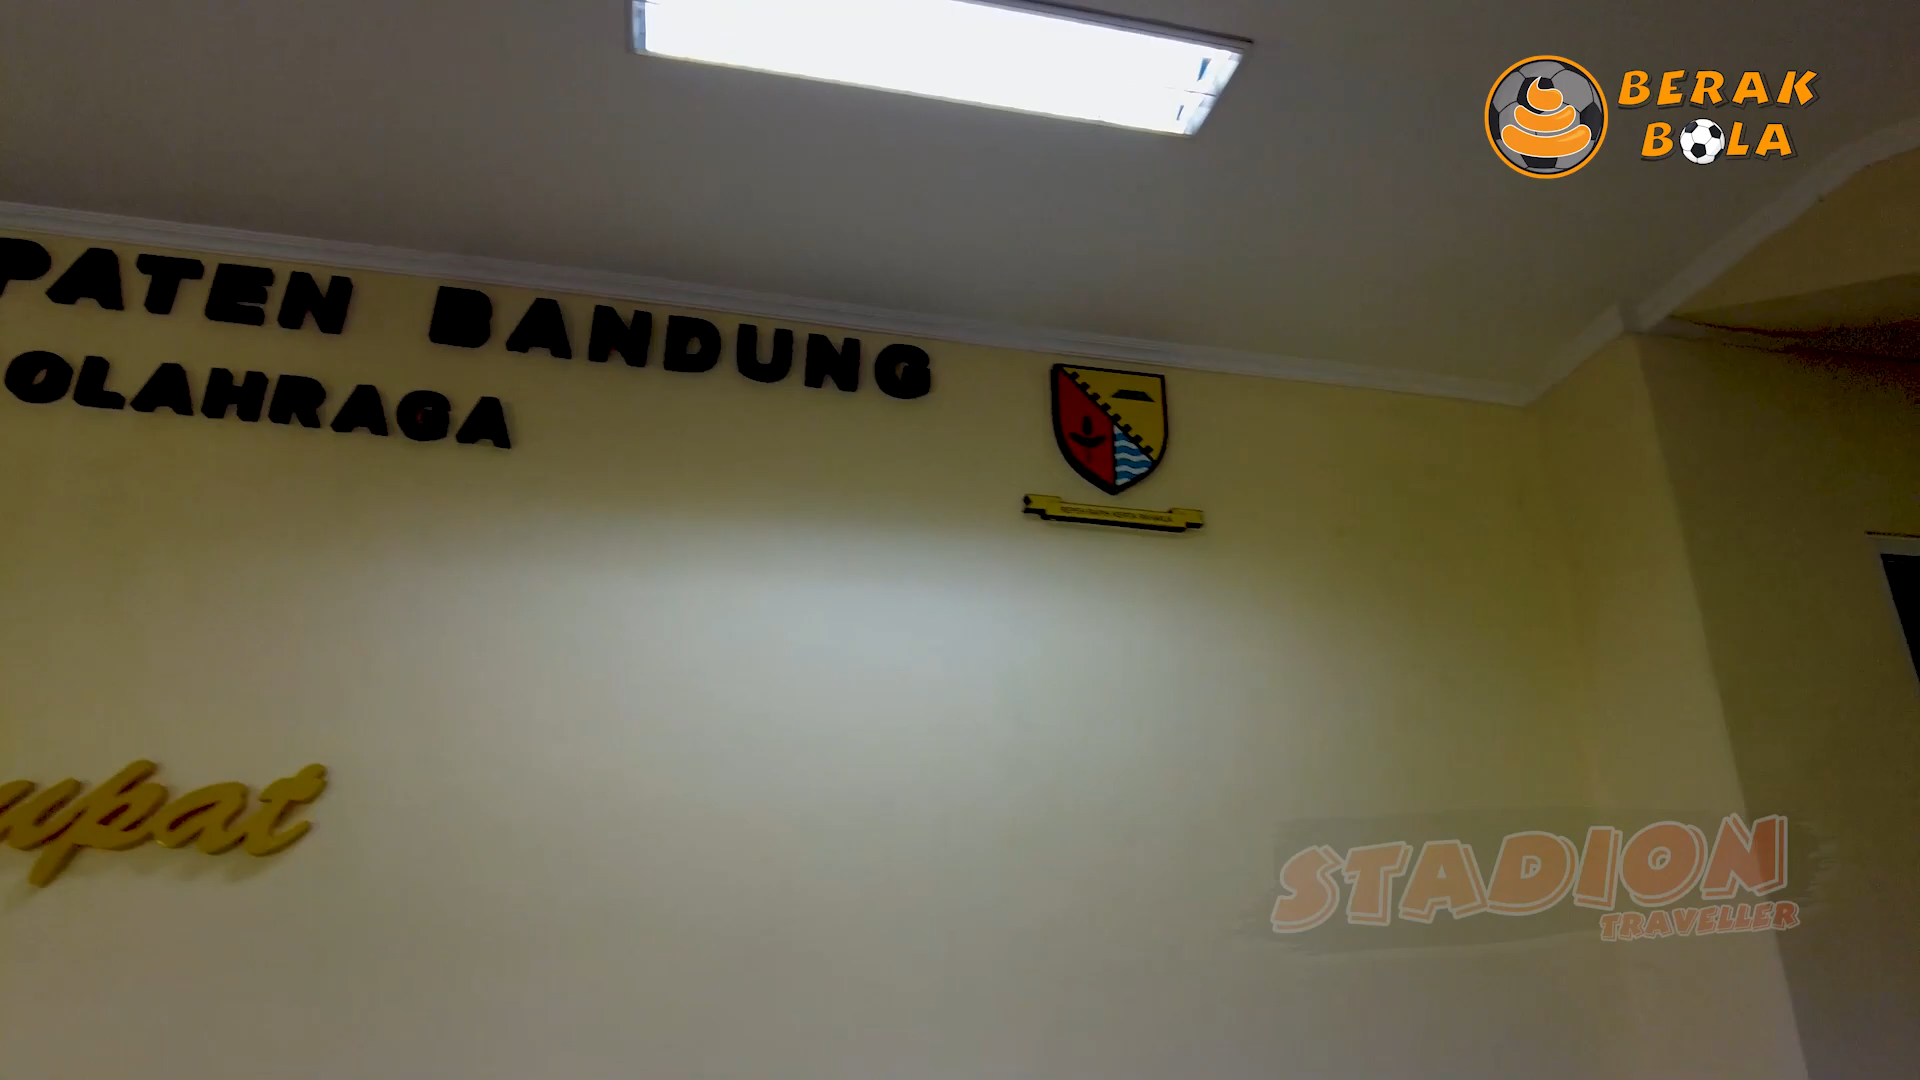 BERAK
BOLA
PATEN BANDUNG
OLAHRAGA
upat
STADION
TRAVELLER